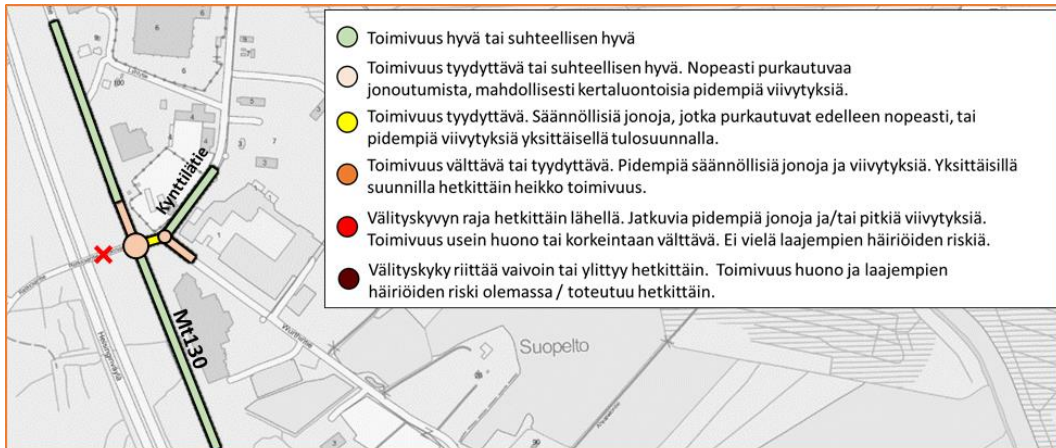 Toimivuus hyvä tai suhteellisen hyvä
Toimivuus tyydyttävä tai suhteellisen hyvä. Nopeasti purkautuvaa
jonoutumista, mahdollisesti kertaluontoisia pidempiä viivytyksiä.
Toimivuus tyydyttävä. Säännöllisiä jonoja, jotka purkautuvat edelleen nopeasti, tai
pidempiä viivytyksiä yksittäisellä tulosuunnalla.
Toimivuus välttävä tai tyydyttävä. Pidempiä säännöllisiä jonoja ja viivytyksiä. Yksittäisillä
suunnilla hetkittäin heikko toimivuus.
Välityskyvyn raja hetkittäin lähellä. Jatkuvia pidempiä jonoja ja/tai pitkiä viivytyksiä.
Toimivuus usein huono tai korkeintaan välttävä. Ei vielä laajempien häiriöiden riskiä.
Välityskyky riittää vaivoin tai ylittyy hetkittäin. Toimivuus huono ja laajempien
häiriöiden riski olemassa / toteutuu hetkittäin.
Kynttilätie
Mt130
Suopelto